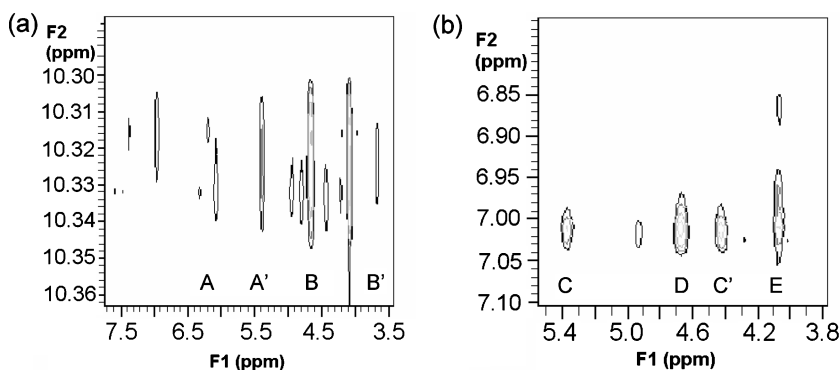 (a)
F2
(ppm)
10.30
10.31
10.32
10.33
10.34
10.35
10.36
A A’ B B’
7.5 6.5 5.5 4.5 3.5
F1 (ppm)
(b)
F2
(ppm)
6.85
6.90
6.95
7.00
7.05
7.10
C D C’ E
5.4 5.0 4.6 4.2 3.8
F1 (ppm)